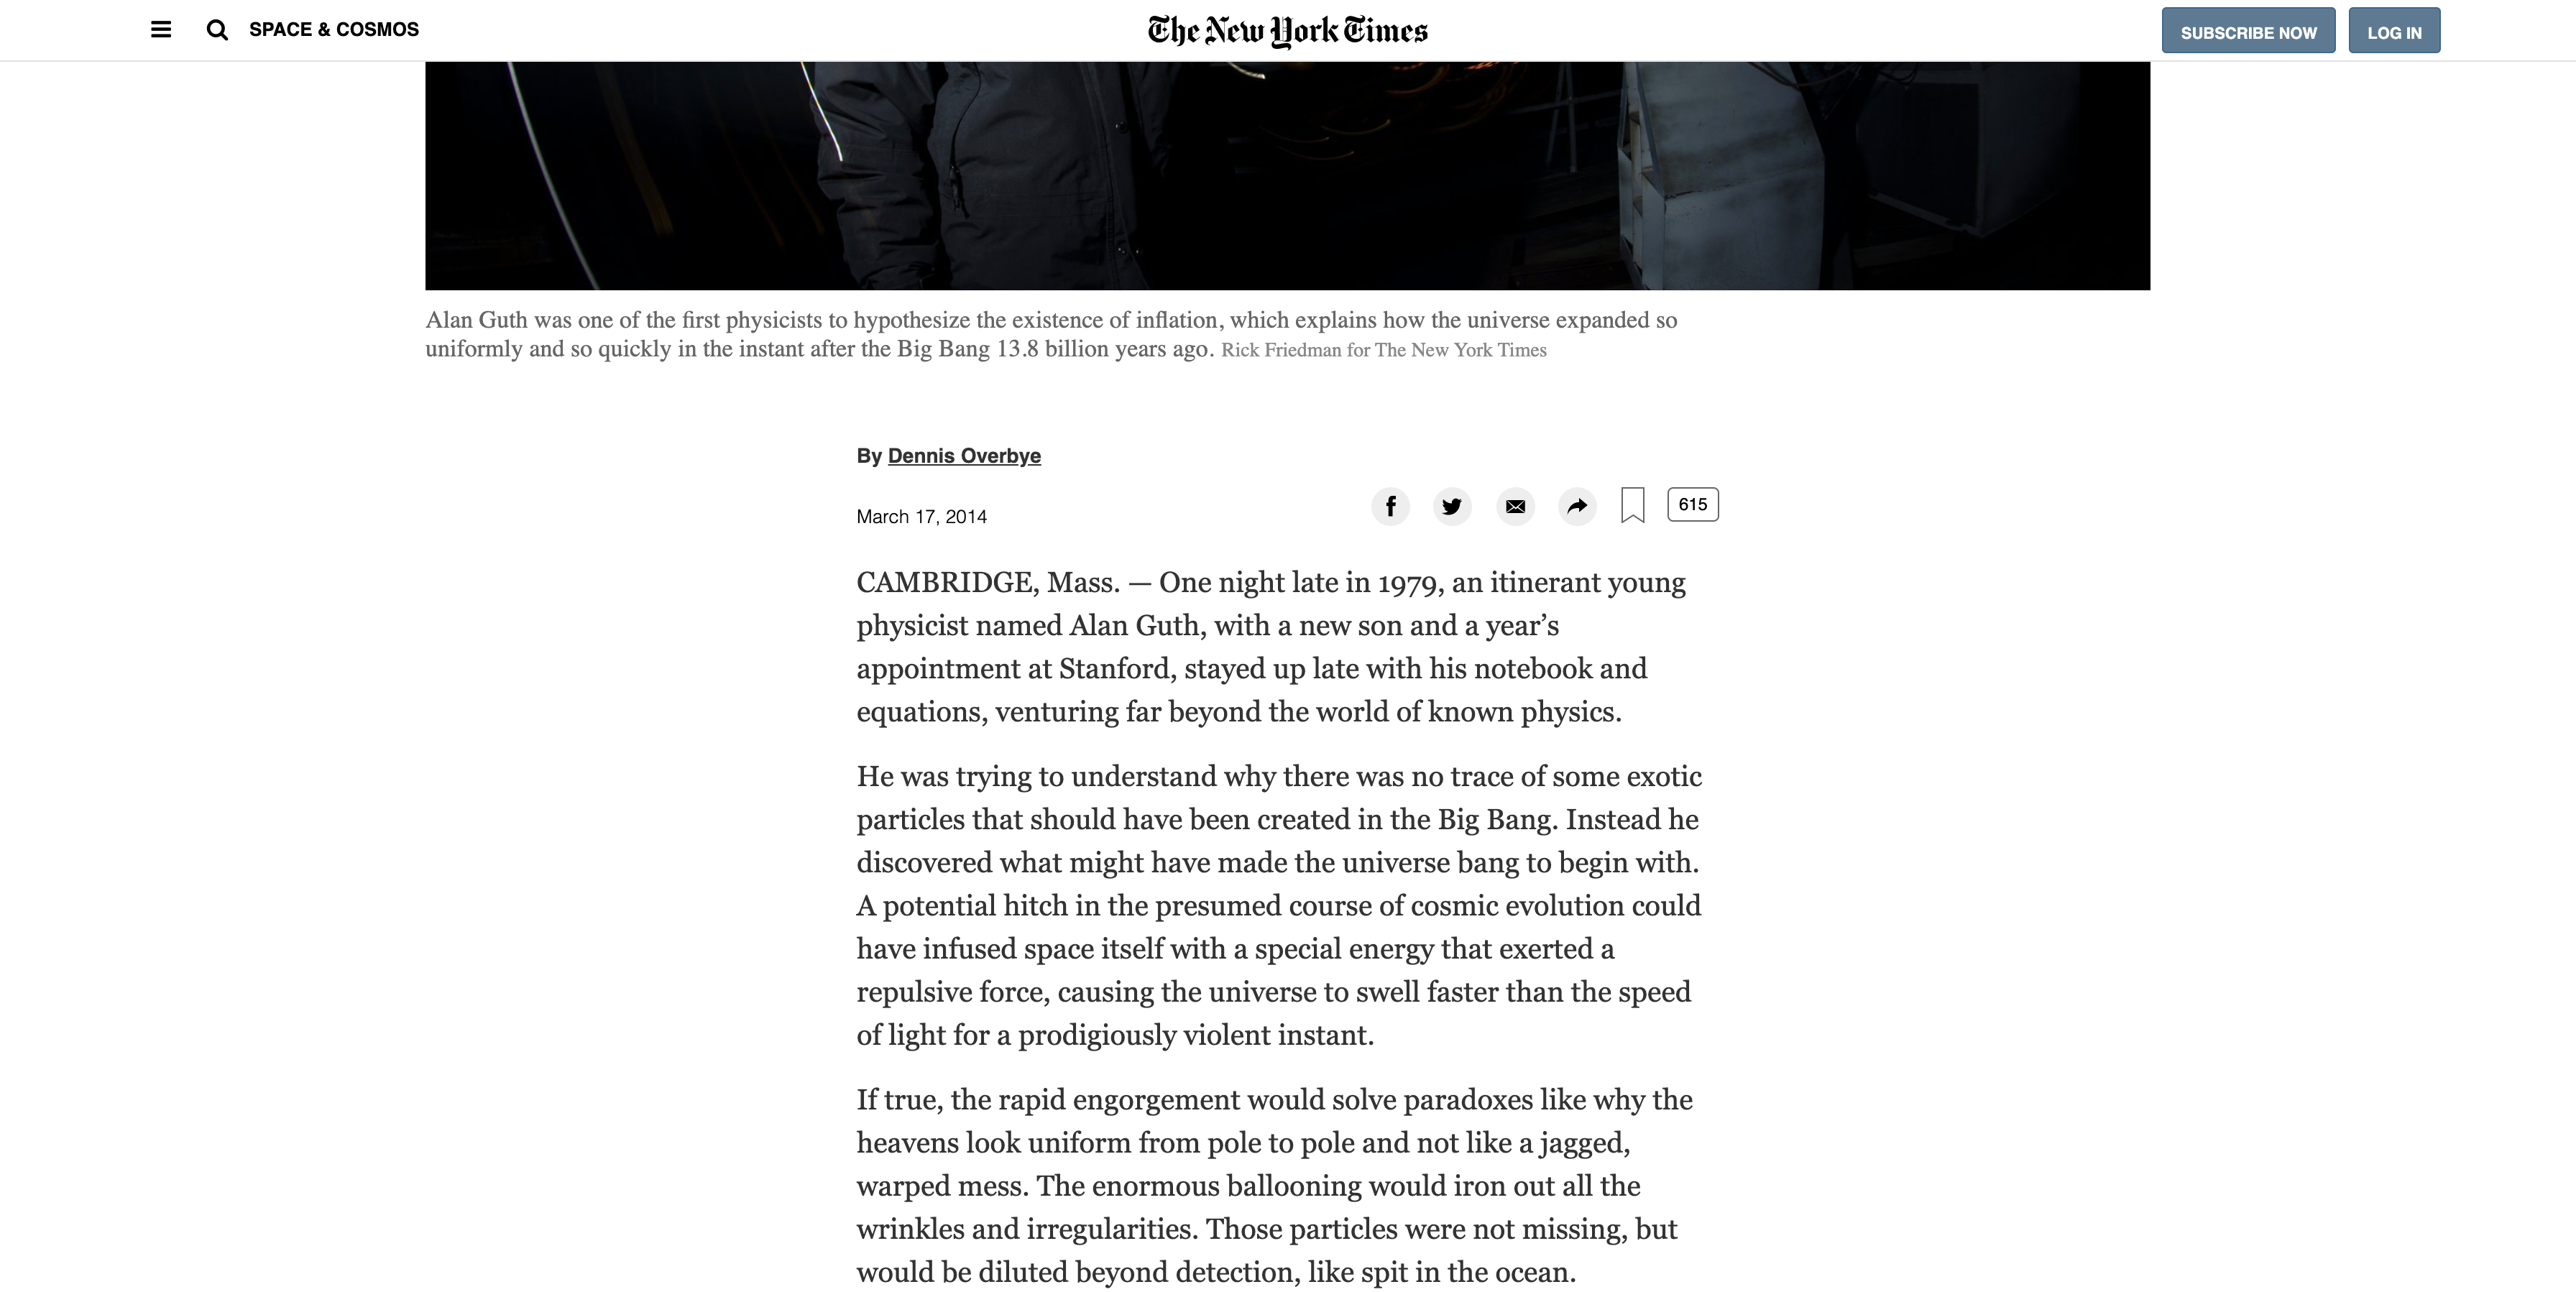 SPACE & COSMOS
The New York Times
SUBSCRIBE NOW
LOG IN
Alan Guth was one of the first physicists to hypothesize the existence of inflation, which explains how the universe expanded so
uniformly and so quickly in the instant after the Big Bang 13.8 billion years ago. Rick Friedman for The New York Times
By Dennis Overbye
March 17, 2014
615
CAMBRIDGE, Mass. — One night late in 1979, an itinerant young
physicist named Alan Guth, with a new son and a year’s
appointment at Stanford, stayed up late with his notebook and
equations, venturing far beyond the world of known physics.
He was trying to understand why there was no trace of some exotic
particles that should have been created in the Big Bang. Instead he
discovered what might have made the universe bang to begin with.
A potential hitch in the presumed course of cosmic evolution could
have infused space itself with a special energy that exerted a
repulsive force, causing the universe to swell faster than the speed
of light for a prodigiously violent instant.
If true, the rapid engorgement would solve paradoxes like why the
heavens look uniform from pole to pole and not like a jagged,
warped mess. The enormous ballooning would iron out all the
wrinkles and irregularities. Those particles were not missing, but
would be diluted beyond detection, like spit in the ocean.